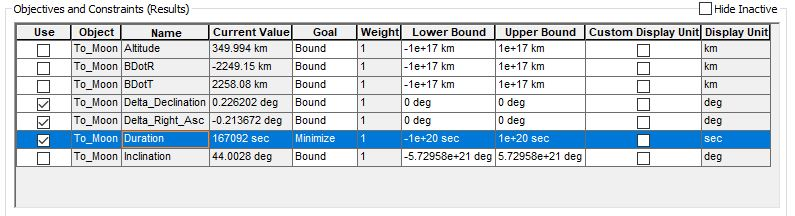 Objectives and Constraints (Results)
Hide Inactive
Use Object Name Current Value Goal Weight Lower Bound Upper Bound Custom Display Unit Display Unit
To_Moon Altitude 349.994 km Bound 1 -1e+17 km 1e+17 km km
To_Moon BDotR -2249.15 km Bound 1 -1e+17 km 1e+17 km km
To_Moon BDotT 2258.08 km Bound 1 -1e+17 km 1e+17 km km
To_Moon Delta_Declination 0.226202 deg Bound 1 0 deg 0 deg deg
To_Moon Delta_Right_Asc -0.213672 deg Bound 1 0 deg 0 deg deg
To_Moon Duration 167092 sec Minimize 1 -1e+20 sec 1e+20 sec sec
To_Moon Inclination 44.0028 deg Bound 1 -5.72958e+21 deg 5.72958e+21 deg deg